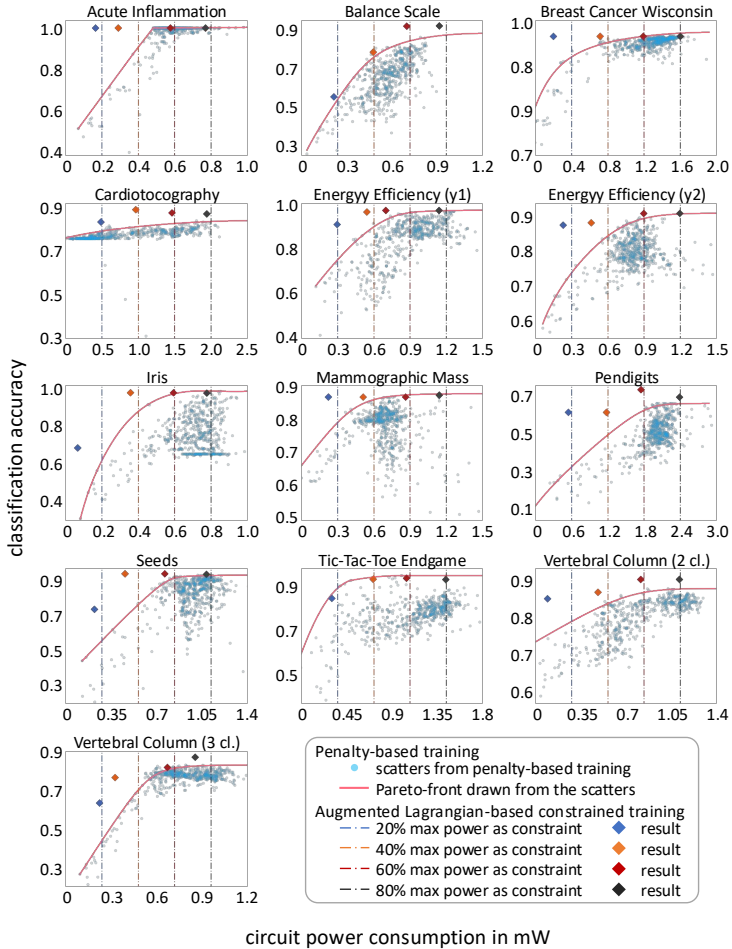 Acute Inflammation
1.0
0.8
0.6
0.4
0 0.2 0.4 0.6 0.8 1.0
Balance Scale
0.9
0.7
0.5
0.3
0 0.3 0.6 0.9 1.2
Breast Cancer Wisconsin
1.0
0.8
0.9
0.7
0 0.4 0.8 1.2 1.6 2.0
Cardiotocography
0.9
0.7
0.5
0.3
0 0.5 1.0 1.5 2.0 2.5
Energyy Efficiency (y1)
1.0
0.8
0.6
0.4
0 0.3 0.6 0.9 1.2 1.5
Energyy Efficiency (y2)
0.9
0.8
0.7
0.6
0 0.3 0.6 0.9 1.2 1.5
Iris
1.0
0.8
0.6
0.4
0 0.2 0.4 0.6 0.8 1.0
Mammographic Mass
0.9
0.8
0.7
0.6
0.5
0 0.3 0.6 0.9 1.2 1.5
Pendigits
0.7
0.5
0.3
0.1
0 0.6 1.2 1.8 2.4 3.0
Seeds
0.9
0.7
0.5
0.3
0 0.35 0.7 1.05 1.4
Tic-Tac-Toe Endgame
0.9
0.7
0.5
0 0.45 0.9 1.35 1.8
Vertebral Column (2 cl.)
0.9
0.8
0.7
0.6
0 0.35 0.7 1.05 1.4
Vertebral Column (3 cl.)
0.9
0.7
0.5
0.3
0 0.2 0.4 0.6 0.8 1.0 1.2
classification accuracy
circuit power consumption in mW
Penalty-based training
scatters from penalty-based training
Pareto-front drawn from the scatters
Augmented Lagrangian-based constrained training
20% max power as constraint result
40% max power as constraint result
60% max power as constraint result
80% max power as constraint result